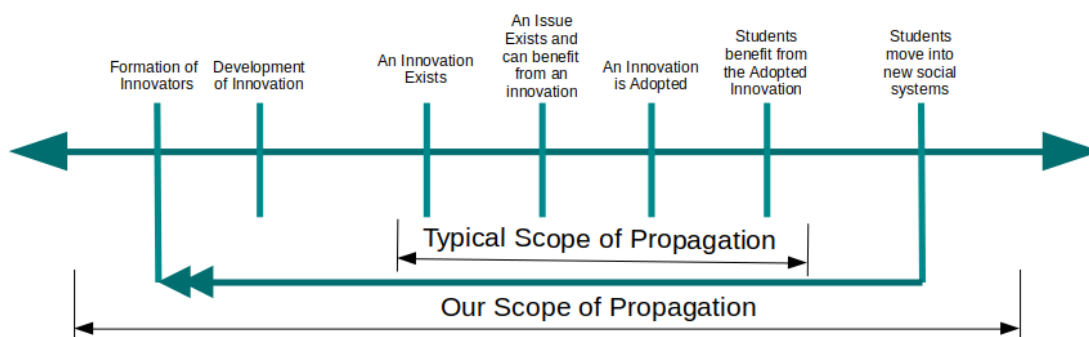 Formation of
Innovators
Development
of Innovation
An Innovation
Exists
An Issue
Exists and
can benefit
from an
innovation
An Innovation
is Adopted
Students
benefit from
the Adopted
Innovation
Students
move into
new social
systems
Typical Scope of Propagation
Our Scope of Propagation